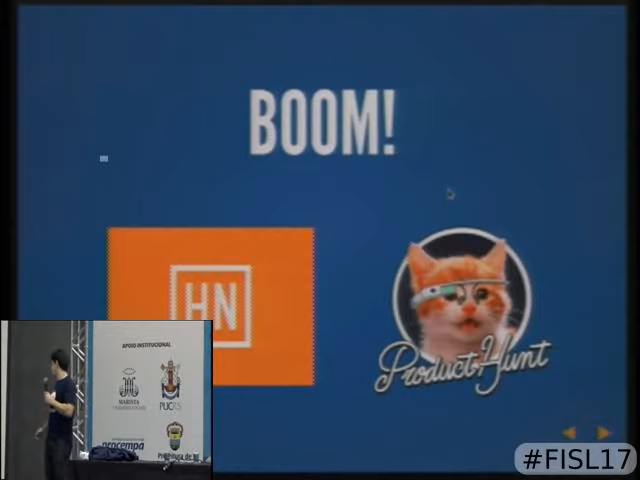 BOOM!
HN
Product Hunt
APOIO INSTITUCIONAL
MARISTA
PUCRS
procempa
#FISL17